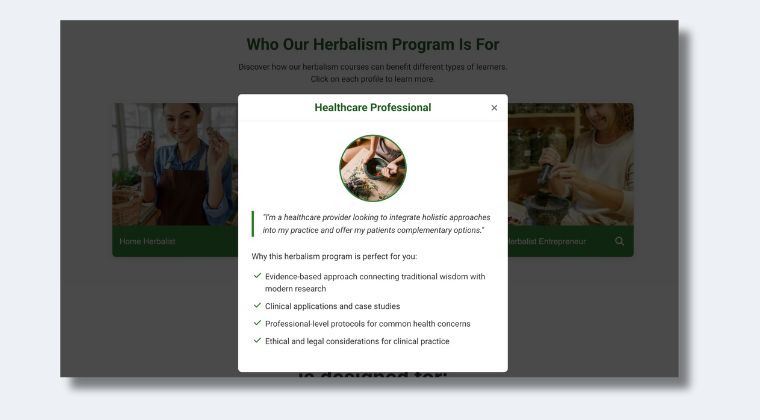 Who Our Herbalism Program Is For
Discover how our herbalism courses can benefit different types of learners.
Click on each profile to learn more.
Healthcare Professional
×
"I'm a healthcare provider looking to integrate holistic approaches
into my practice and offer my patients complementary options."
Why this herbalism program is perfect for you:
Evidence-based approach connecting traditional wisdom with
modern research
Clinical applications and case studies
Professional-level protocols for common health concerns
Ethical and legal considerations for clinical practice
Home Herbalist
Herbalist Entrepreneur
is designed for: